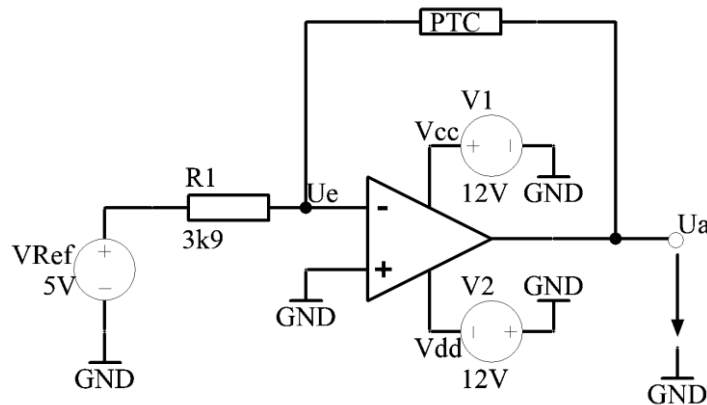 PTC
V1
Vcc
+ -
12V
GND
R1
Ue
3k9
-
Ua
VRef
+
5V
-
+
GND
V2
GND
- +
Vdd
12V
GND
GND